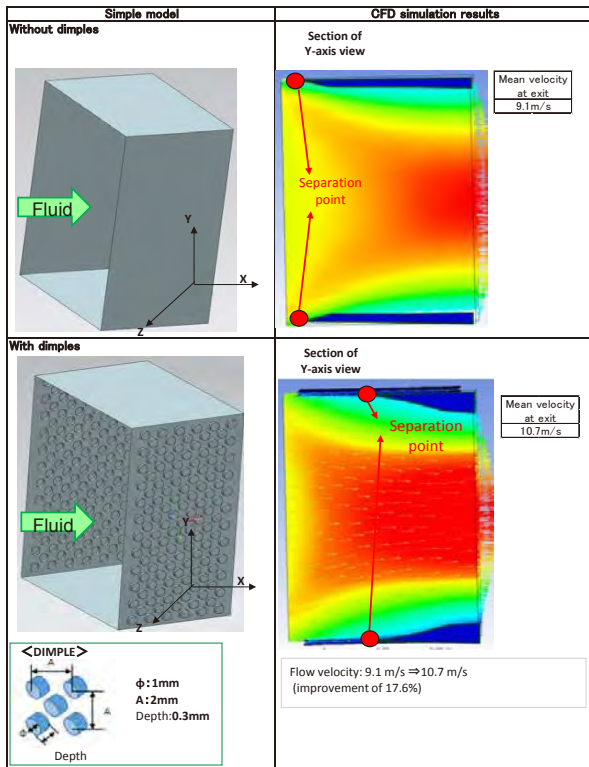 Simple model
CFD simulation results
Without dimples
Section of
Y-axis view
Mean velocity
at exit
9.1m/s
Separation
point
Fluid
Y
X
Z
With dimples
Section of
Y-axis view
Mean velocity
at exit
10.7m/s
Separation
point
Fluid
Y
X
Z
<DIMPLE>
A
A
Φ
Depth
ф:1mm
A:2mm
Depth:0.3mm
Flow velocity: 9.1 m/s ⇒10.7 m/s
(improvement of 17.6%)